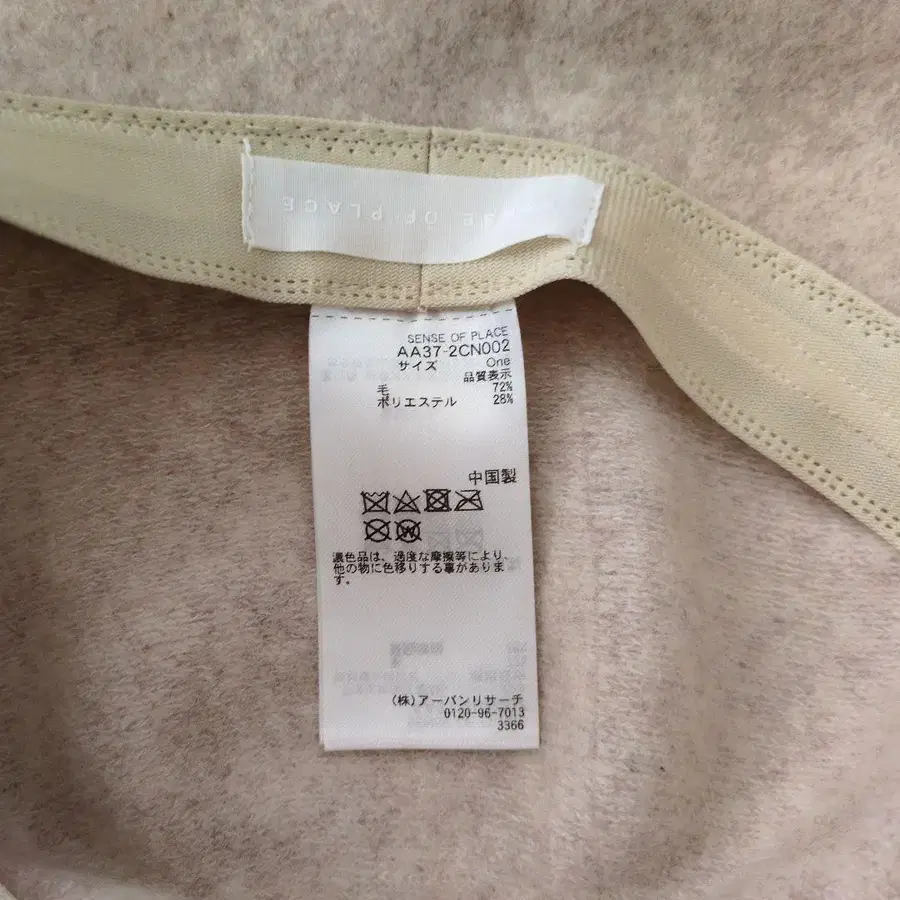 SE OF PLACE
SENSE OF PLACE
AA37-2CN002
サイズ One
品質表示
毛 72%
ポリエステル 28%
中国製
濃色品は、過度な摩擦等により、
他の物に色移りする事がありま
す。
(株)アーバンリサーチ
0120-96-7013
3366